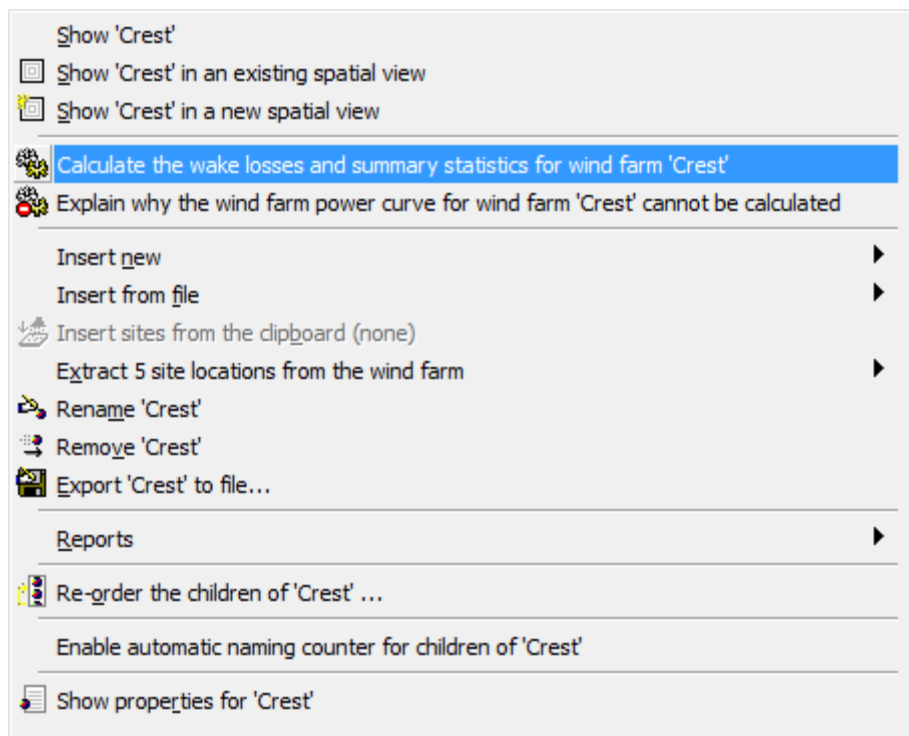 Show 'Crest'
Show 'Crest' in an existing spatial view
Show 'Crest' in a new spatial view
Calculate the wake losses and summary statistics for wind farm 'Crest'
Explain why the wind farm power curve for wind farm 'Crest' cannot be calculated
Insert new
Insert from file
Insert sites from the clipboard (none)
Extract 5 site locations from the wind farm
Rename 'Crest'
Remove 'Crest'
Export 'Crest' to file...
Reports
Re-order the children of 'Crest' ...
Enable automatic naming counter for children of 'Crest'
Show properties for 'Crest'